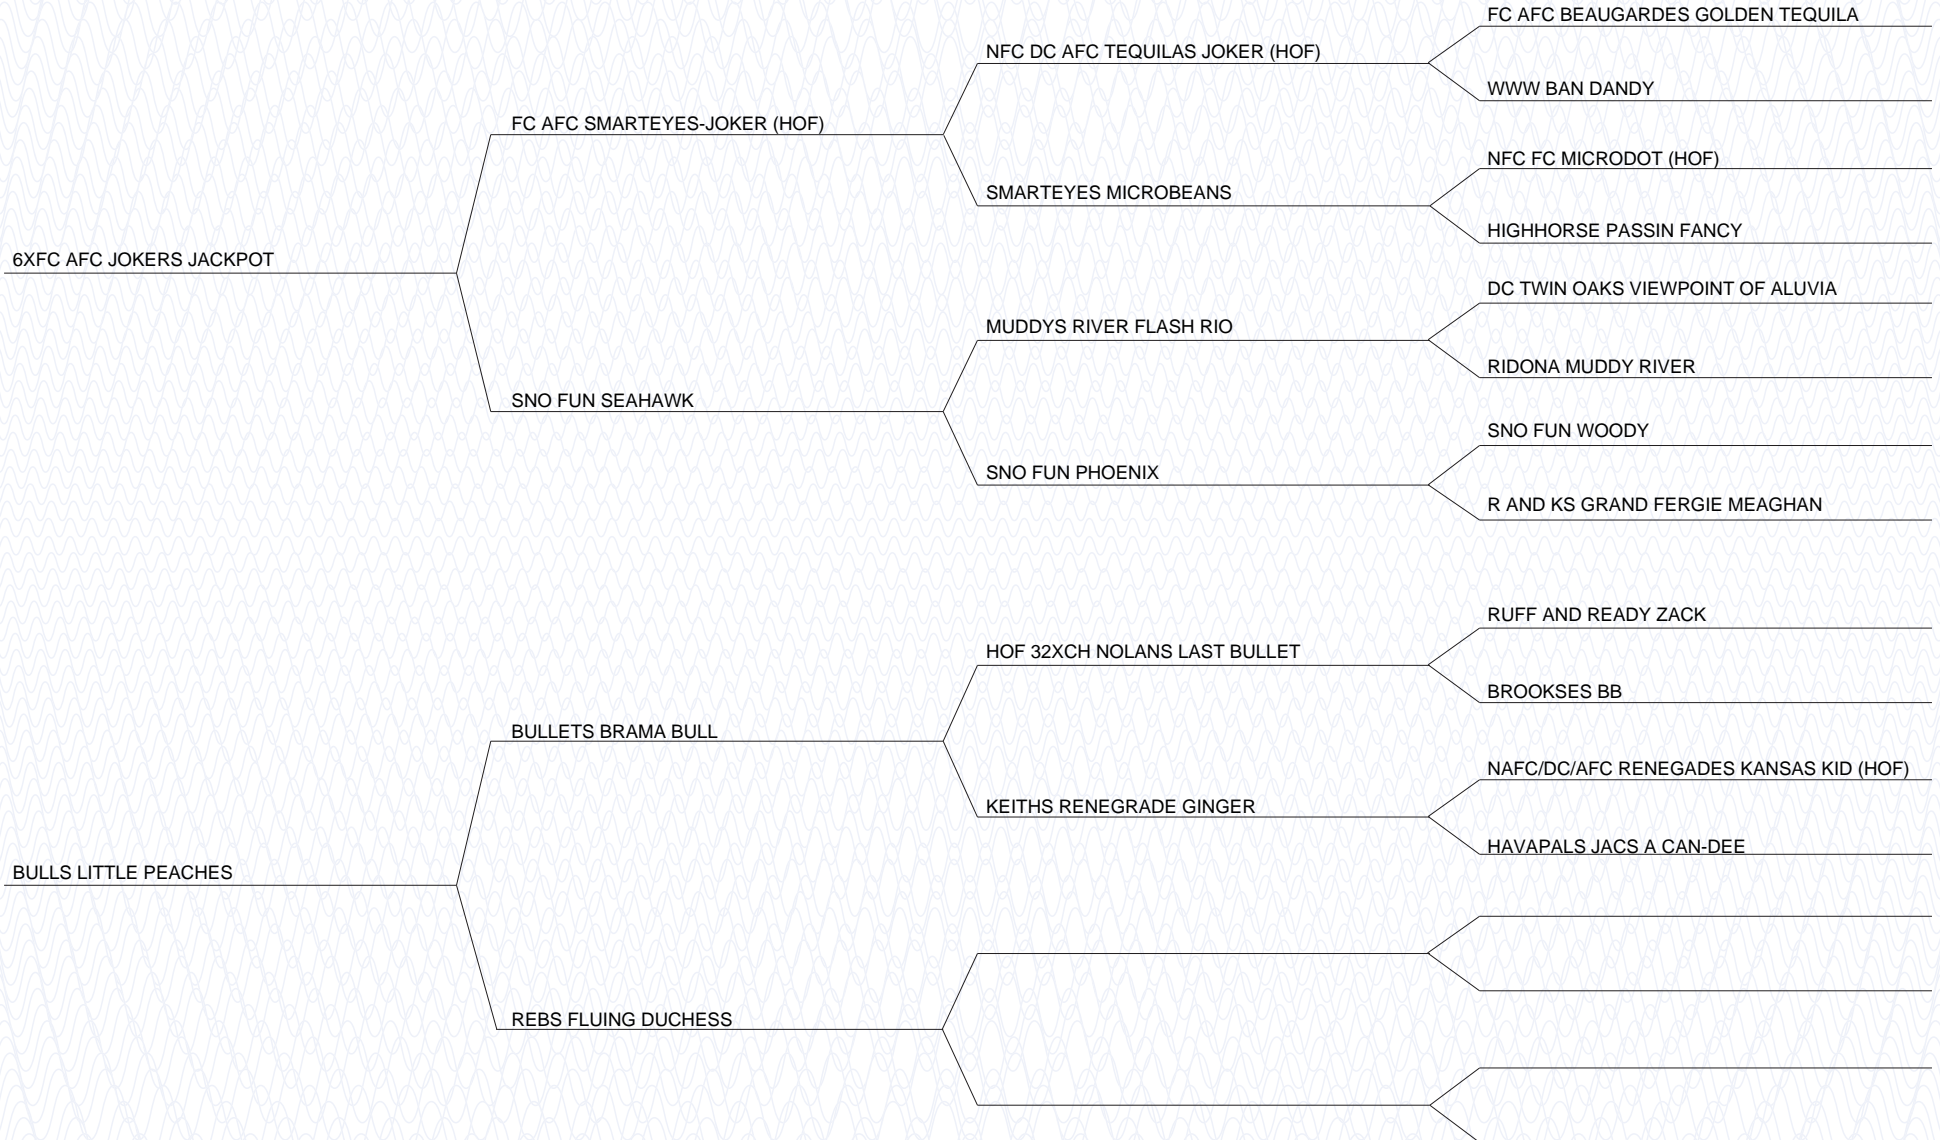 FC AFC BEAUGARDES GOLDEN TEQUILA
NFC DC AFC TEQUILAS JOKER (HOF)
WWW BAN DANDY
FC AFC SMARTEYES-JOKER (HOF)
NFC FC MICRODOT (HOF)
SMARTEYES MICROBEANS
HIGHHORSE PASSIN FANCY
6XFC AFC JOKERS JACKPOT
DC TWIN OAKS VIEWPOINT OF ALUVIA
MUDDYS RIVER FLASH RIO
RIDONA MUDDY RIVER
SNO FUN SEAHAWK
SNO FUN WOODY
SNO FUN PHOENIX
R AND KS GRAND FERGIE MEAGHAN
RUFF AND READY ZACK
HOF 32XCH NOLANS LAST BULLET
BROOKSES BB
BULLETS BRAMA BULL
NAFC/DC/AFC RENEGADES KANSAS KID (HOF)
KEITHS RENEGRADE GINGER
HAVAPALS JACS A CAN-DEE
BULLS LITTLE PEACHES
REBS FLUING DUCHESS